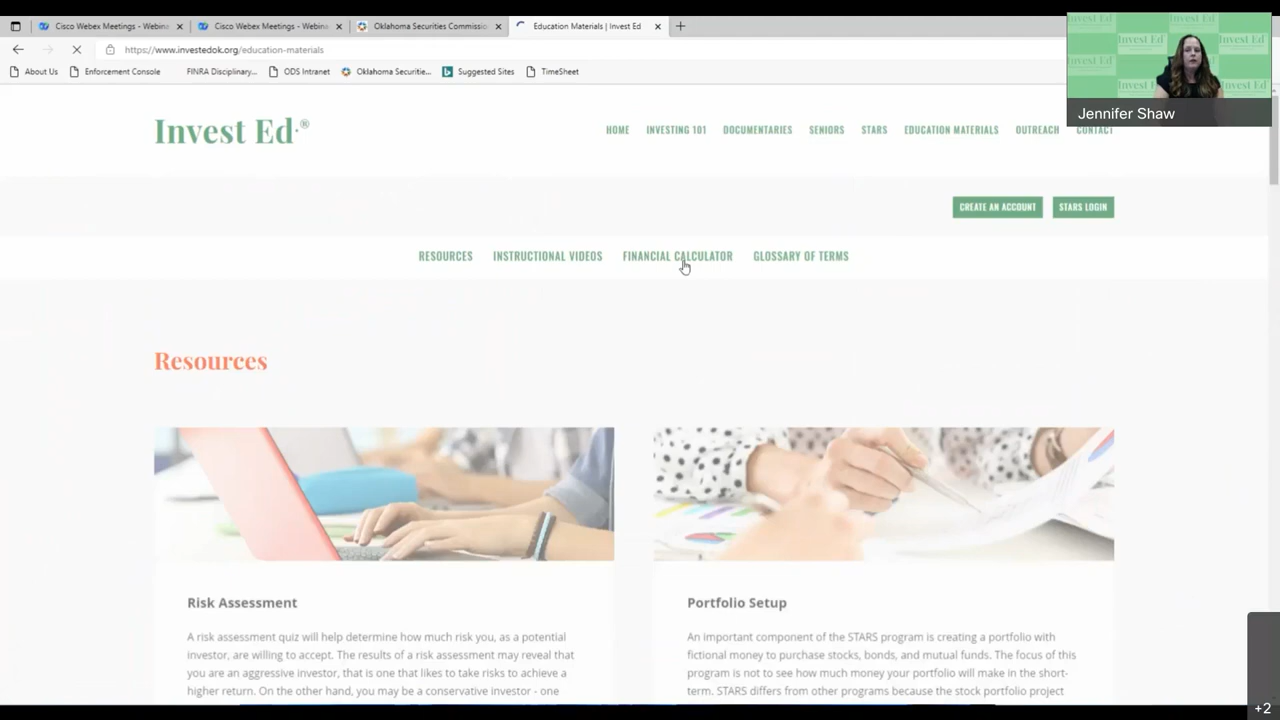 Cisco Webex Meetings - Webina
Cisco Webex Meetings - Webina
Oklahoma Securities Commissio
Education Materials | Invest Ed
https://www.investedok.org/education-materials
About Us
Enforcement Console
FINRA Disciplinary...
ODS Intranet
Oklahoma Securitie...
Suggested Sites
TimeSheet
Invest Ed
Jennifer Shaw
Invest Ed.®
HOME
INVESTING 101
DOCUMENTARIES
SENIORS
STARS
EDUCATION MATERIALS
OUTREACH
CONTACT
CREATE AN ACCOUNT
STARS LOGIN
RESOURCES
INSTRUCTIONAL VIDEOS
FINANCIAL CALCULATOR
GLOSSARY OF TERMS
Resources
Risk Assessment
A risk assessment quiz will help determine how much risk you, as a potential
investor, are willing to accept. The results of a risk assessment may reveal that
you are an aggressive investor, that is one that likes to take risks to achieve a
higher return. On the other hand, you may be a conservative investor - one
Portfolio Setup
An important component of the STARS program is creating a portfolio with
fictional money to purchase stocks, bonds, and mutual funds. The focus of this
program is not to see how much money your portfolio will make in the short-
term. STARS differs from other programs because the stock portfolio project
+2